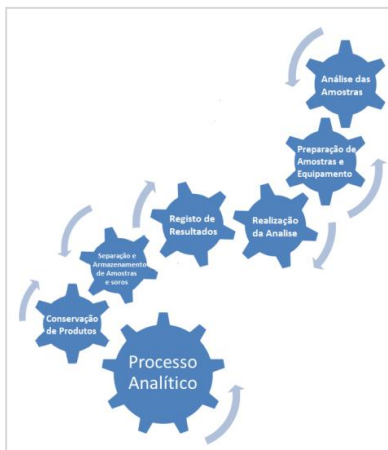 Análise das
Amostras
Preparação de
Amostras e
Equipamento
Registo de
Resultados
Realização
da Analise
Separação e
Armazenamento
de Amostras
e soros
Conservação
de Produtos
Processo
Analítico